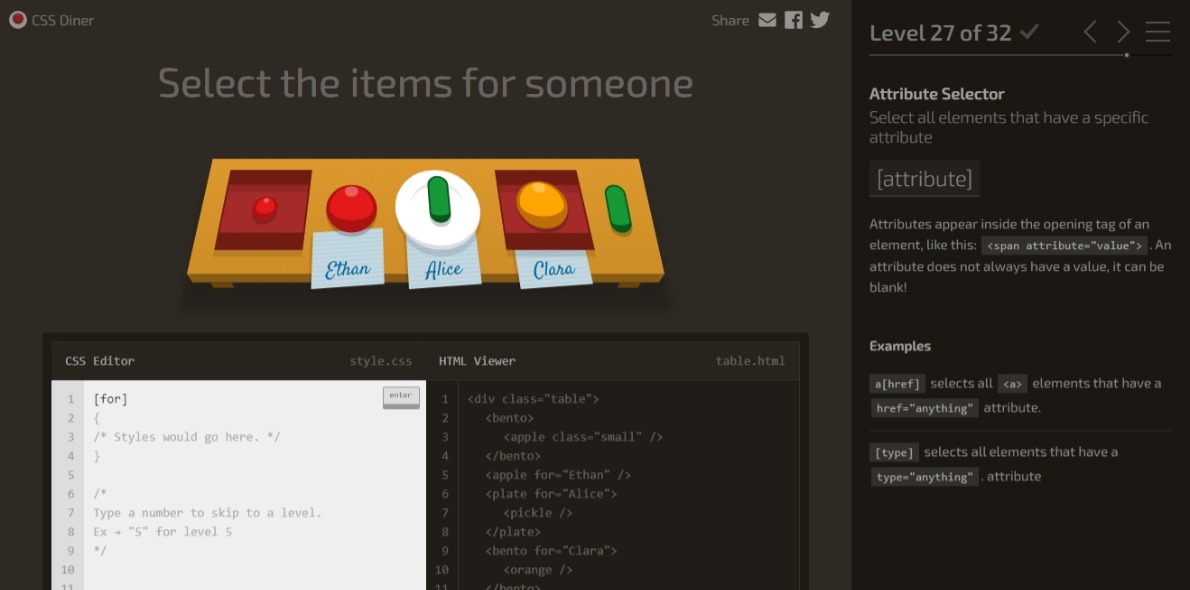 CSS Diner
Share
Select the items for someone
Ethan
Alice
Clara
CSS Editor
style.css
1 [for]
enter
2 {
3 /* Styles would go here. */
4 }
5
6 /*
7 Type a number to skip to a level.
8 Ex → "5" for level 5
9 */
10
11
HTML Viewer
table.html
1 <div class="table">
2 <bento>
3 <apple class="small" />
4 </bento>
5 <apple for="Ethan" />
6 <plate for="Alice">
7 <pickle />
8 </plate>
9 <bento for="Clara">
10 <orange />
11 </bento>
Level 27 of 32
Attribute Selector
Select all elements that have a specific
attribute
[attribute]
Attributes appear inside the opening tag of an
element, like this: <span attribute="value"> . An
attribute does not always have a value, it can be
blank!
Examples
a[href] selects all <a> elements that have a
href="anything" attribute.
[type] selects all elements that have a
type="anything" . attribute